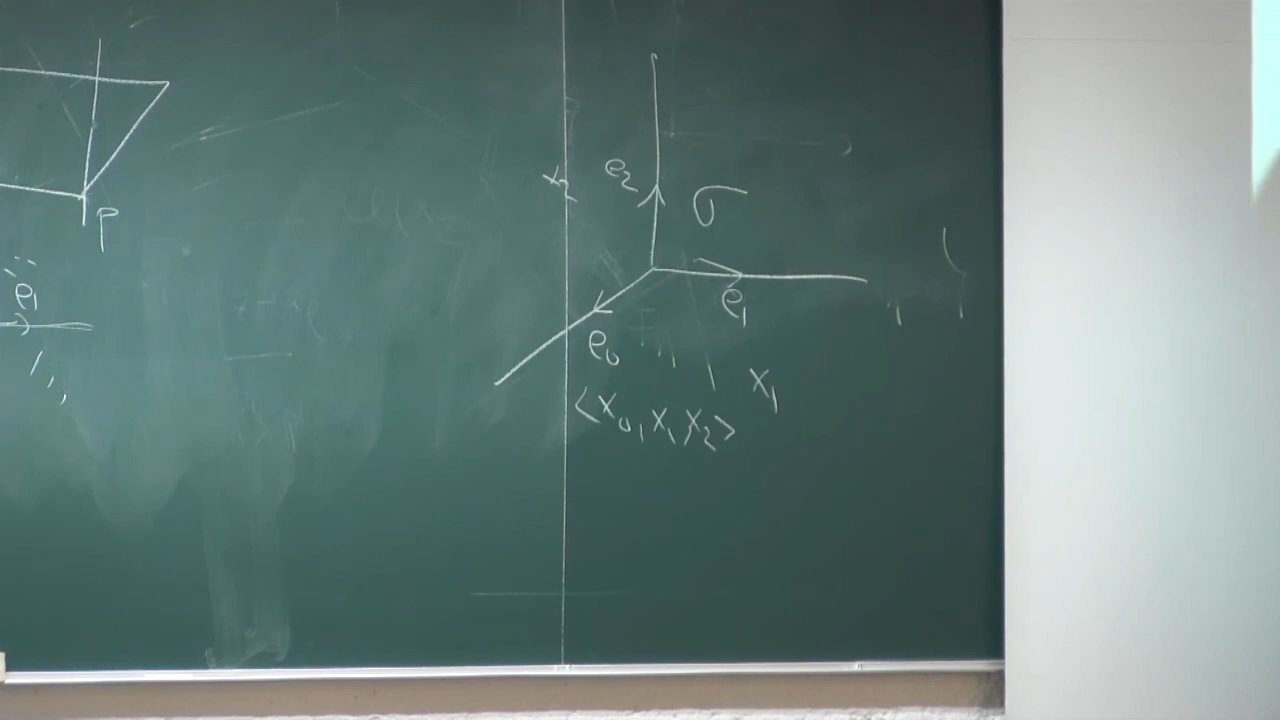 P
e₁
x₂
e₂
σ
e₁
e₀
x₁
<x₀, x₁, x₂>